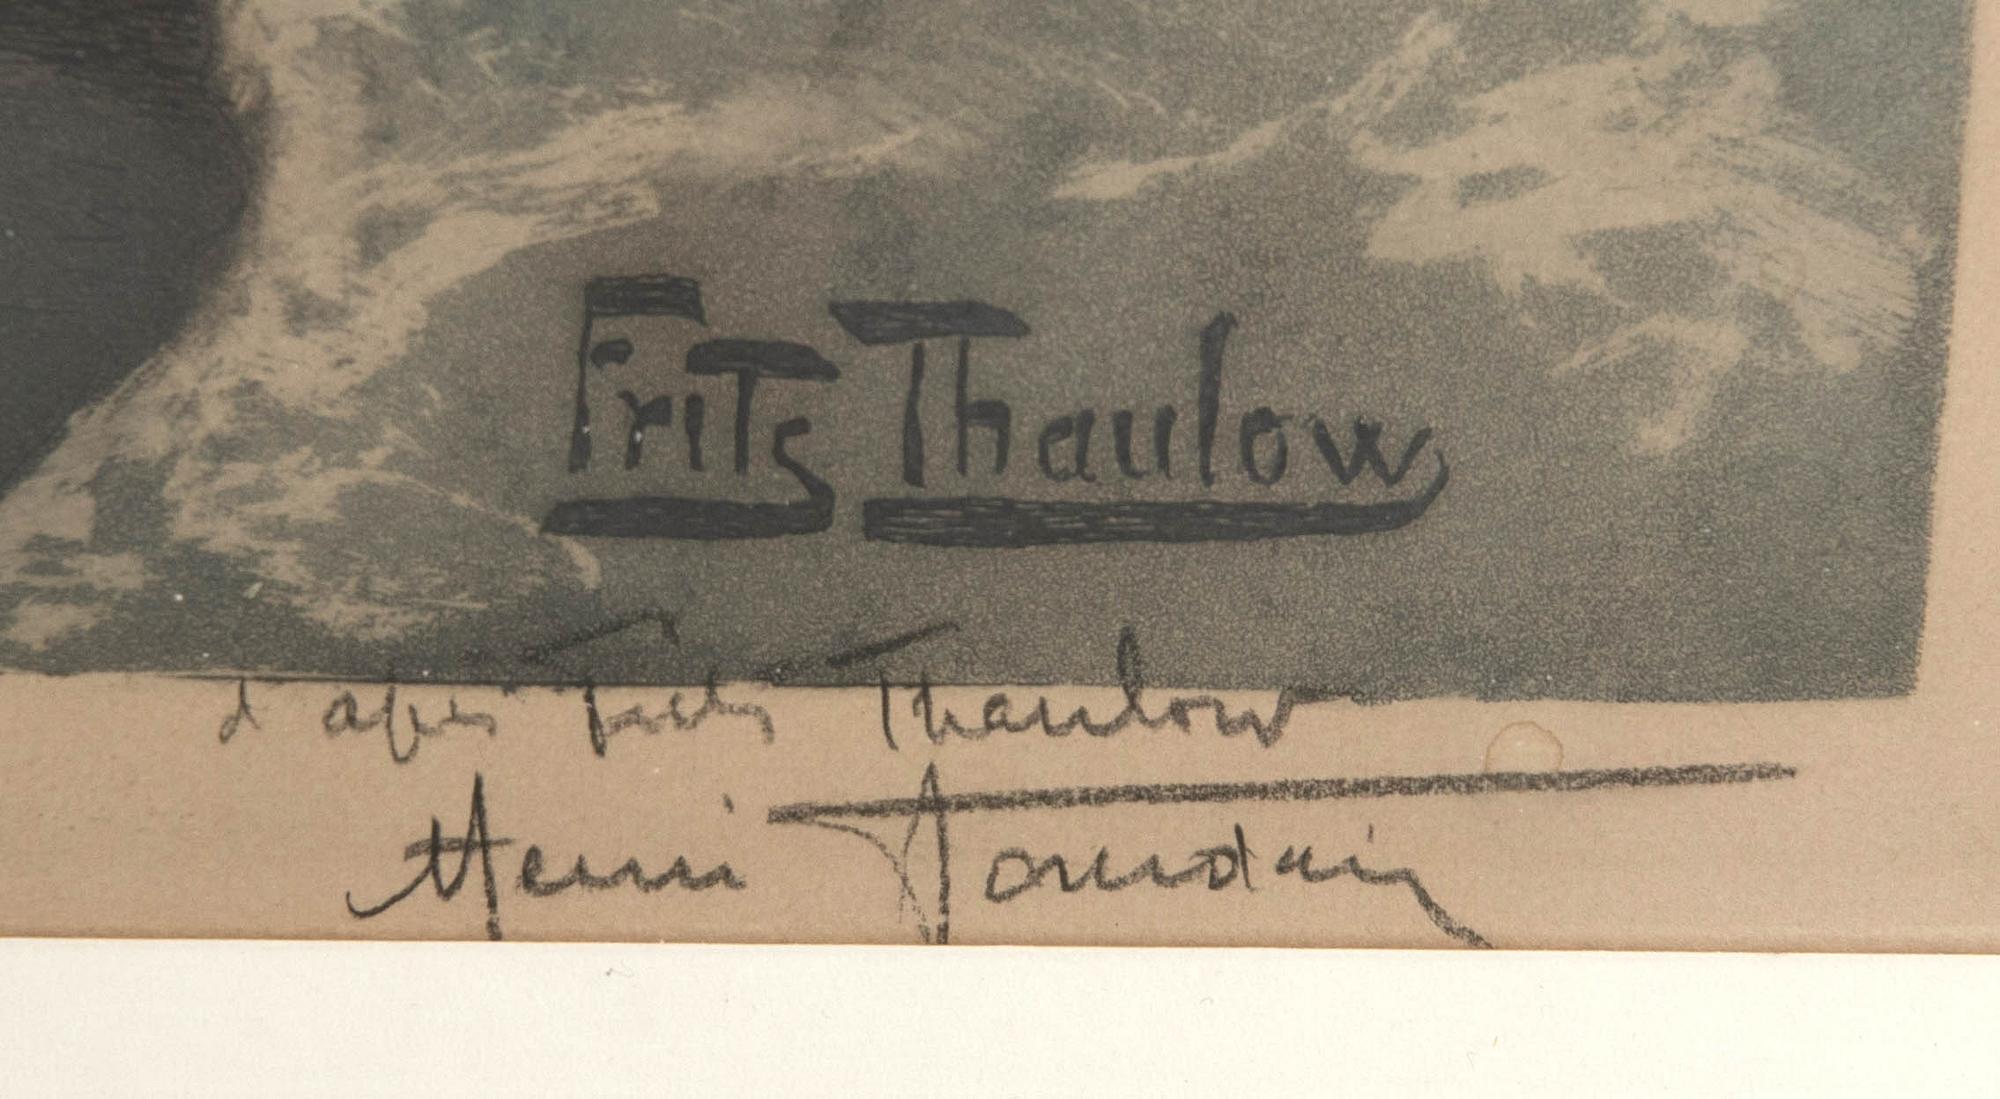 Frits Thaulow
d'après Frits Thaulow
Henri Jourdain